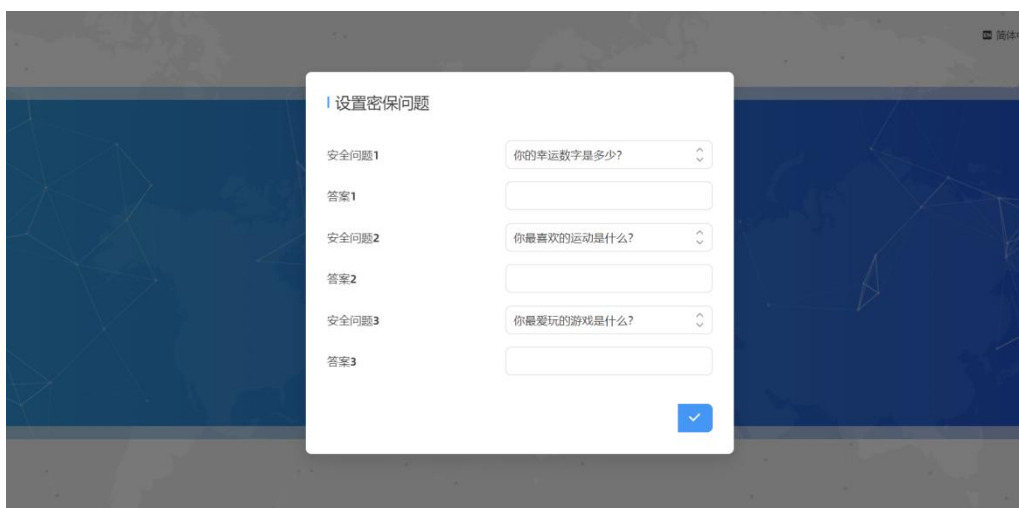 简体
设置密保问题
安全问题1
你的幸运数字是多少?
答案1
安全问题2
你最喜欢的运动是什么?
答案2
安全问题3
你最爱玩的游戏是什么?
答案3